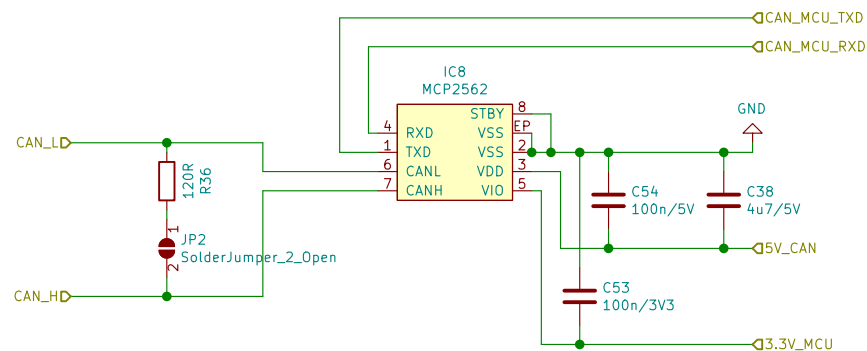 CAN_MCU_TXD
CAN_MCU_RXD
IC8
MCP2562
STBY 8
EP
4 RXD VSS
1 TXD VSS 2
6 CANL VDD 3
7 CANH VIO 5
GND
CAN_L
120R
R36
1
JP2
SolderJumper_2_Open
2
CAN_H
C54
100n/5V
C38
4u7/5V
5V_CAN
C53
100n/3V3
3.3V_MCU